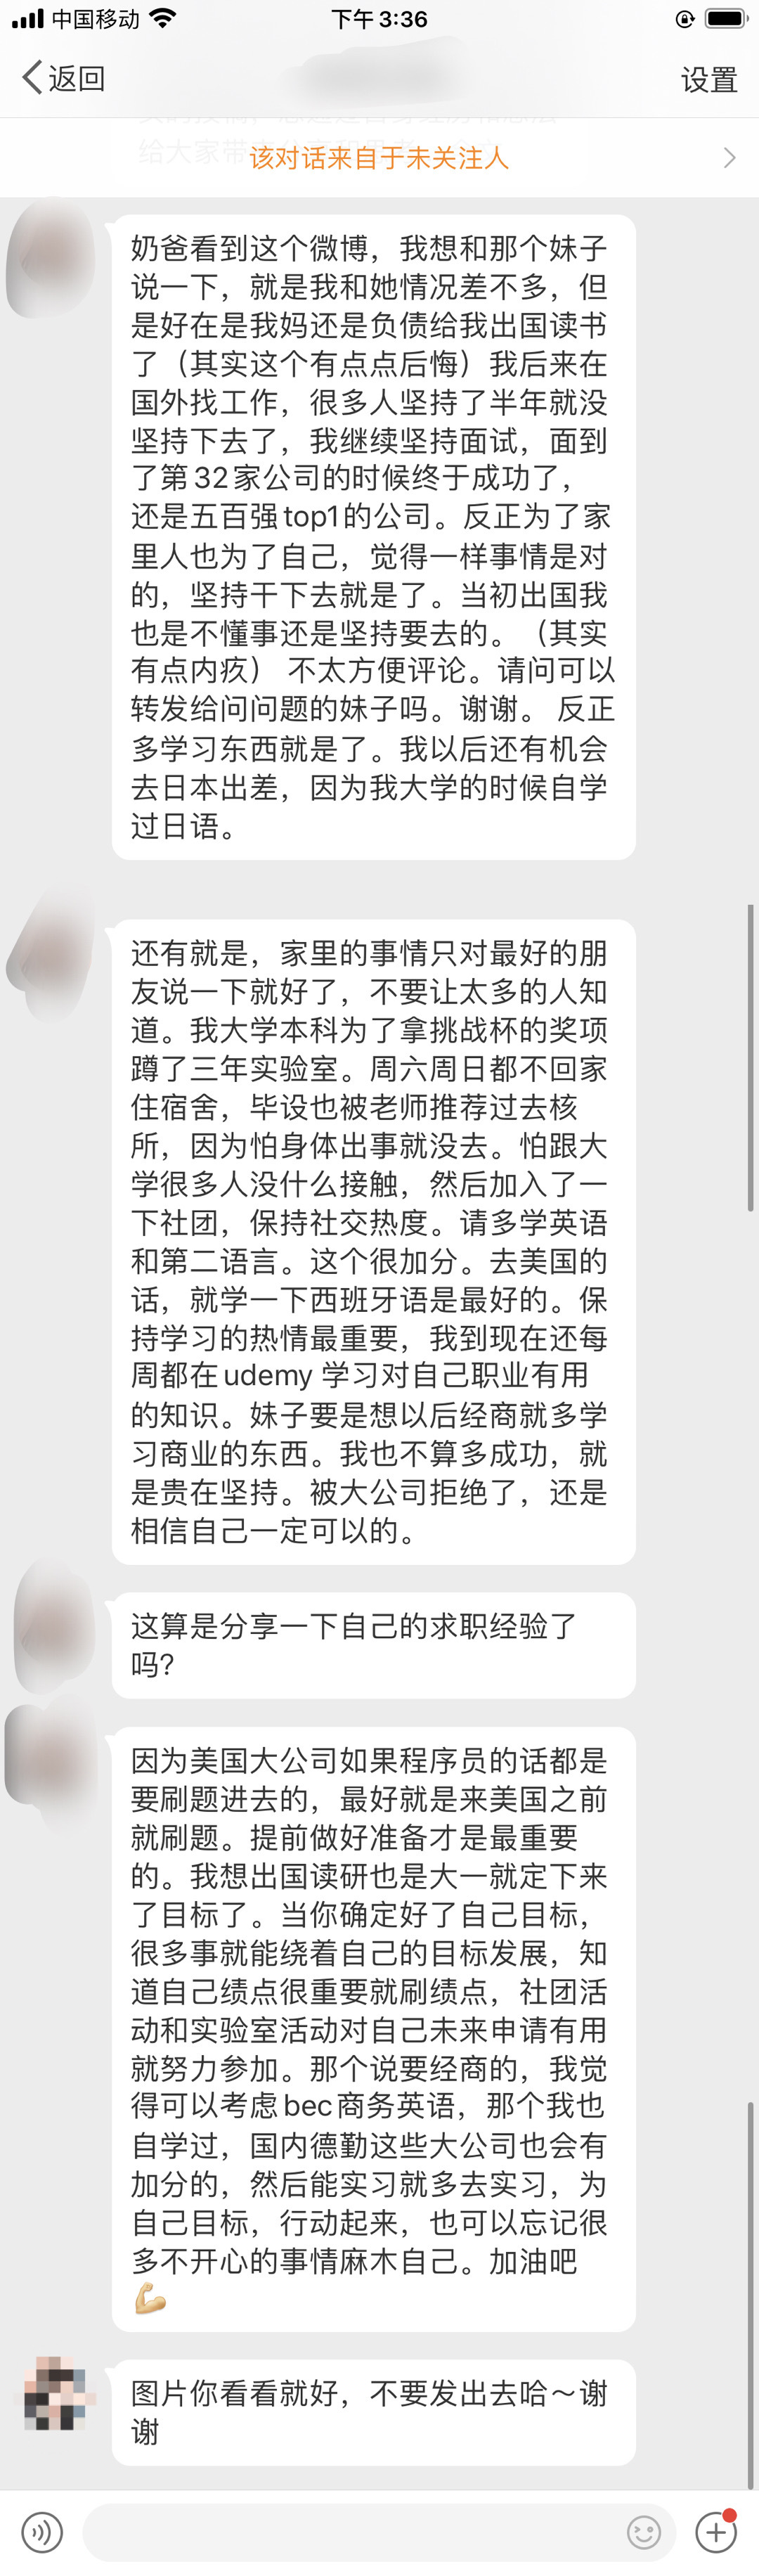 中国移动
下午3:36
返回
设置
给大家带
该对话来自于未关注人
奶爸看到这个微博，我想和那个妹子
说一下，就是我和她情况差不多，但
是好在是我妈还是负债给我出国读书
了（其实这个有点点后悔）我后来在
国外找工作，很多人坚持了半年就没
坚持下去了，我继续坚持面试，面到
了第32家公司的时候终于成功了，
还是五百强top1的公司。反正为了家
里人也为了自己，觉得一样事情是对
的，坚持干下去就是了。当初出国我
也是不懂事还是坚持要去的。（其实
有点内疚） 不太方便评论。请问可以
转发给问问题的妹子吗。谢谢。 反正
多学习东西就是了。我以后还有机会
去日本出差，因为我大学的时候自学
过日语。
还有就是，家里的事情只对最好的朋
友说一下就好了，不要让太多的人知
道。我大学本科为了拿挑战杯的奖项
蹲了三年实验室。周六周日都不回家
住宿舍，毕设也被老师推荐过去核
所，因为怕身体出事就没去。怕跟大
学很多人没什么接触，然后加入了一
下社团，保持社交热度。请多学英语
和第二语言。这个很加分。去美国的
话，就学一下西班牙语是最好的。保
持学习的热情最重要，我到现在还每
周都在udemy 学习对自己职业有用
的知识。妹子要是想以后经商就多学
习商业的东西。我也不算多成功，就
是贵在坚持。被大公司拒绝了，还是
相信自己一定可以的。
这算是分享一下自己的求职经验了
吗?
因为美国大公司如果程序员的话都是
要刷题进去的，最好就是来美国之前
就刷题。提前做好准备才是最重要
的。我想出国读研也是大一就定下来
了目标了。当你确定好了自己目标，
很多事就能绕着自己的目标发展，知
道自己绩点很重要就刷绩点，社团活
动和实验室活动对自己未来申请有用
就努力参加。那个说要经商的，我觉
得可以考虑bec商务英语，那个我也
自学过，国内德勤这些大公司也会有
加分的，然后能实习就多去实习，为
自己目标，行动起来，也可以忘记很
多不开心的事情麻木自己。加油吧
💪🏼
图片你看看就好，不要发出去哈～谢
谢